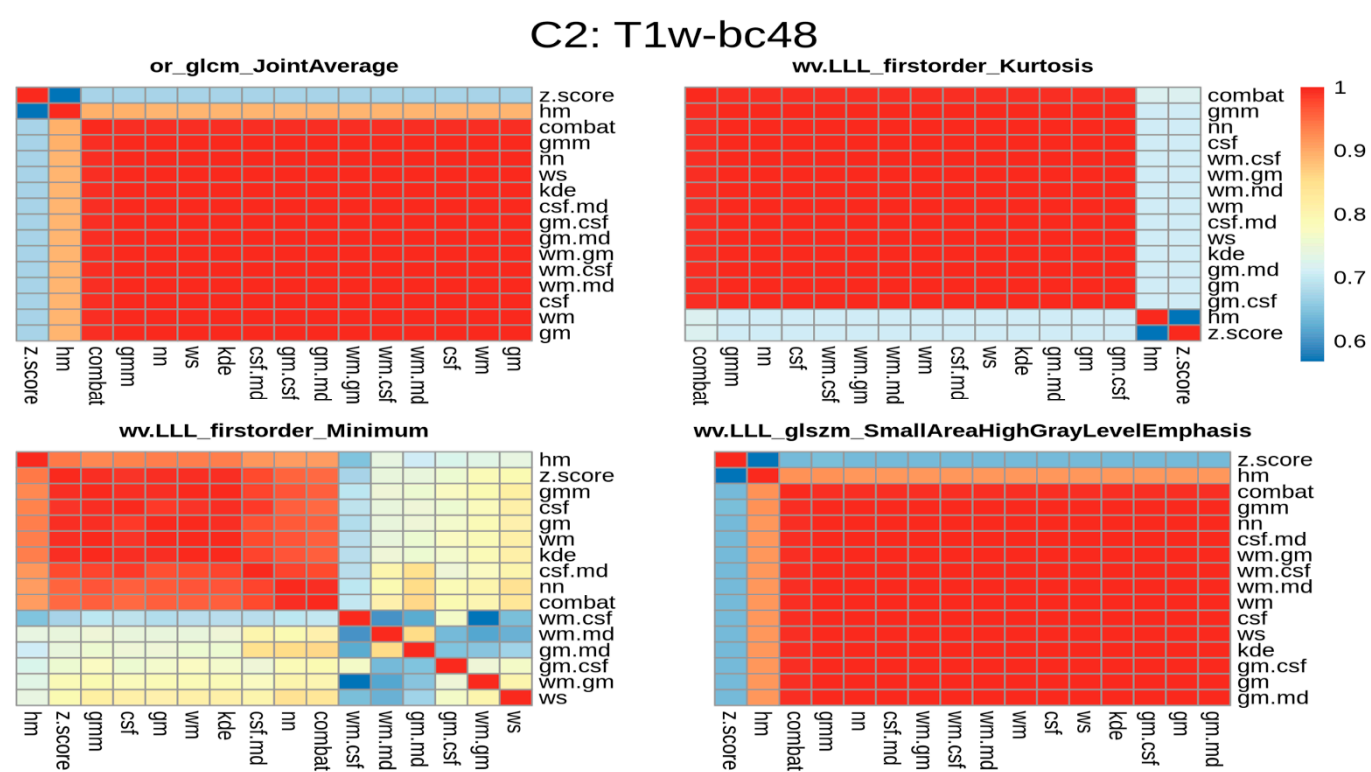 C2: T1w-bc48
or_glcm_JointAverage
z.score
hm
combat
gmm
nn
ws
kde
csf.md
gm.csf
gm.md
wm.gm
wm.csf
wm.md
csf
wm
gm
z.score
hm
combat
gmm
nn
ws
kde
csf.md
gm.csf
gm.md
wm.gm
wm.csf
wm.md
csf
wm
gm
wv.LLL_firstorder_Kurtosis
combat
gmm
nn
csf
wm.csf
wm.gm
wm.md
wm
csf.md
ws
kde
gm.md
gm
gm.csf
hm
z.score
combat
gmm
nn
csf
wm.csf
wm.gm
wm.md
wm
csf.md
ws
kde
gm.md
gm
gm.csf
hm
z.score
1
0.9
0.8
0.7
0.6
wv.LLL_firstorder_Minimum
hm
z.score
gmm
csf
gm
wm
kde
csf.md
nn
combat
wm.csf
wm.md
gm.md
gm.csf
wm.gm
ws
hm
z.score
gmm
csf
gm
wm
kde
csf.md
nn
combat
wm.csf
wm.md
gm.md
gm.csf
wm.gm
ws
wv.LLL_glszm_SmallAreaHighGrayLevelEmphasis
z.score
hm
combat
gmm
nn
csf.md
wm.gm
wm.csf
wm.md
wm
csf
ws
kde
gm.csf
gm
gm.md
z.score
hm
combat
gmm
nn
csf.md
wm.gm
wm.csf
wm.md
wm
csf
ws
kde
gm.csf
gm
gm.md